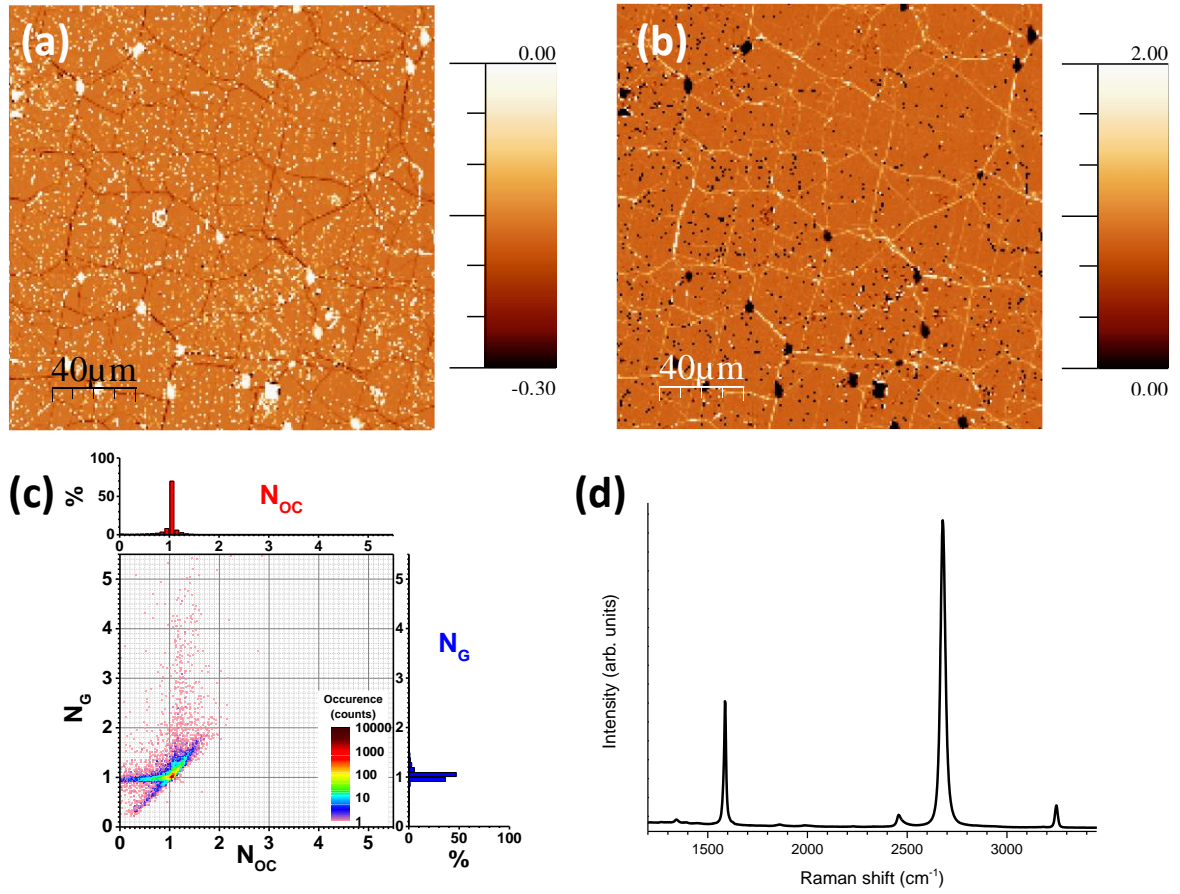 (a)
0.00
-0.30
40μm
(b)
2.00
0.00
40μm
(c)
100
50
0
%
N_OC
0 1 2 3 4 5
5
4
3
2
1
0
N_G
0 1 2 3 4 5
N_OC
Occurence
(counts)
10000
1000
100
10
1
5
4
3
2
1
0
N_G
0 50 100
%
(d)
Intensity (arb. units)
1500 2000 2500 3000
Raman shift (cm⁻¹)